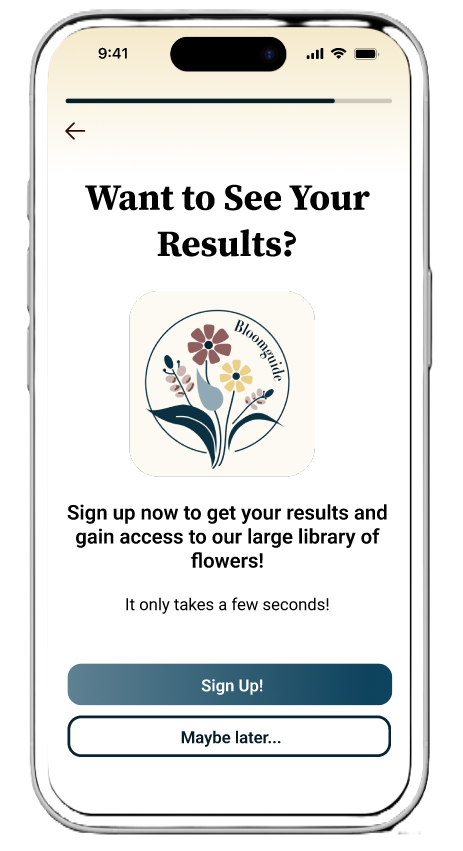 9:41
Want to See Your
Results?
Bloomguide
Sign up now to get your results and
gain access to our large library of
flowers!
It only takes a few seconds!
Sign Up!
Maybe later...